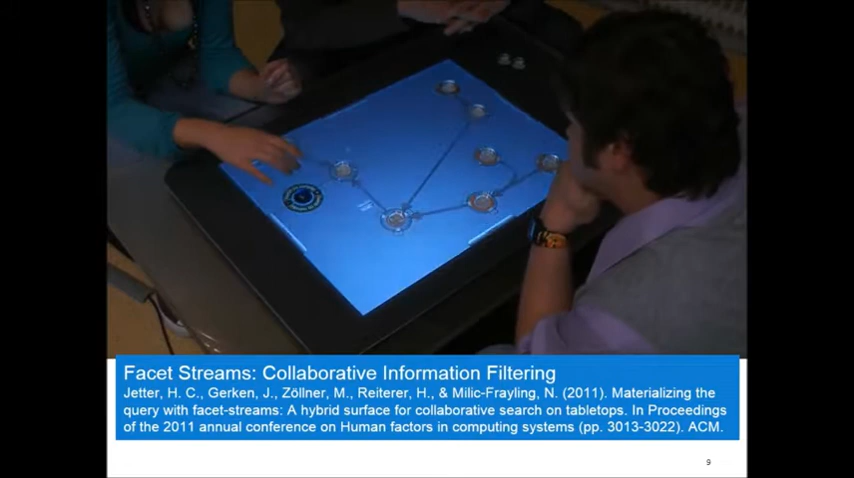 Facet Streams: Collaborative Information Filtering
Jetter, H. C., Gerken, J., Zöllner, M., Reiterer, H., & Milic-Frayling, N. (2011). Materializing the
query with facet-streams: A hybrid surface for collaborative search on tabletops. In Proceedings
of the 2011 annual conference on Human factors in computing systems (pp. 3013-3022). ACM.
9